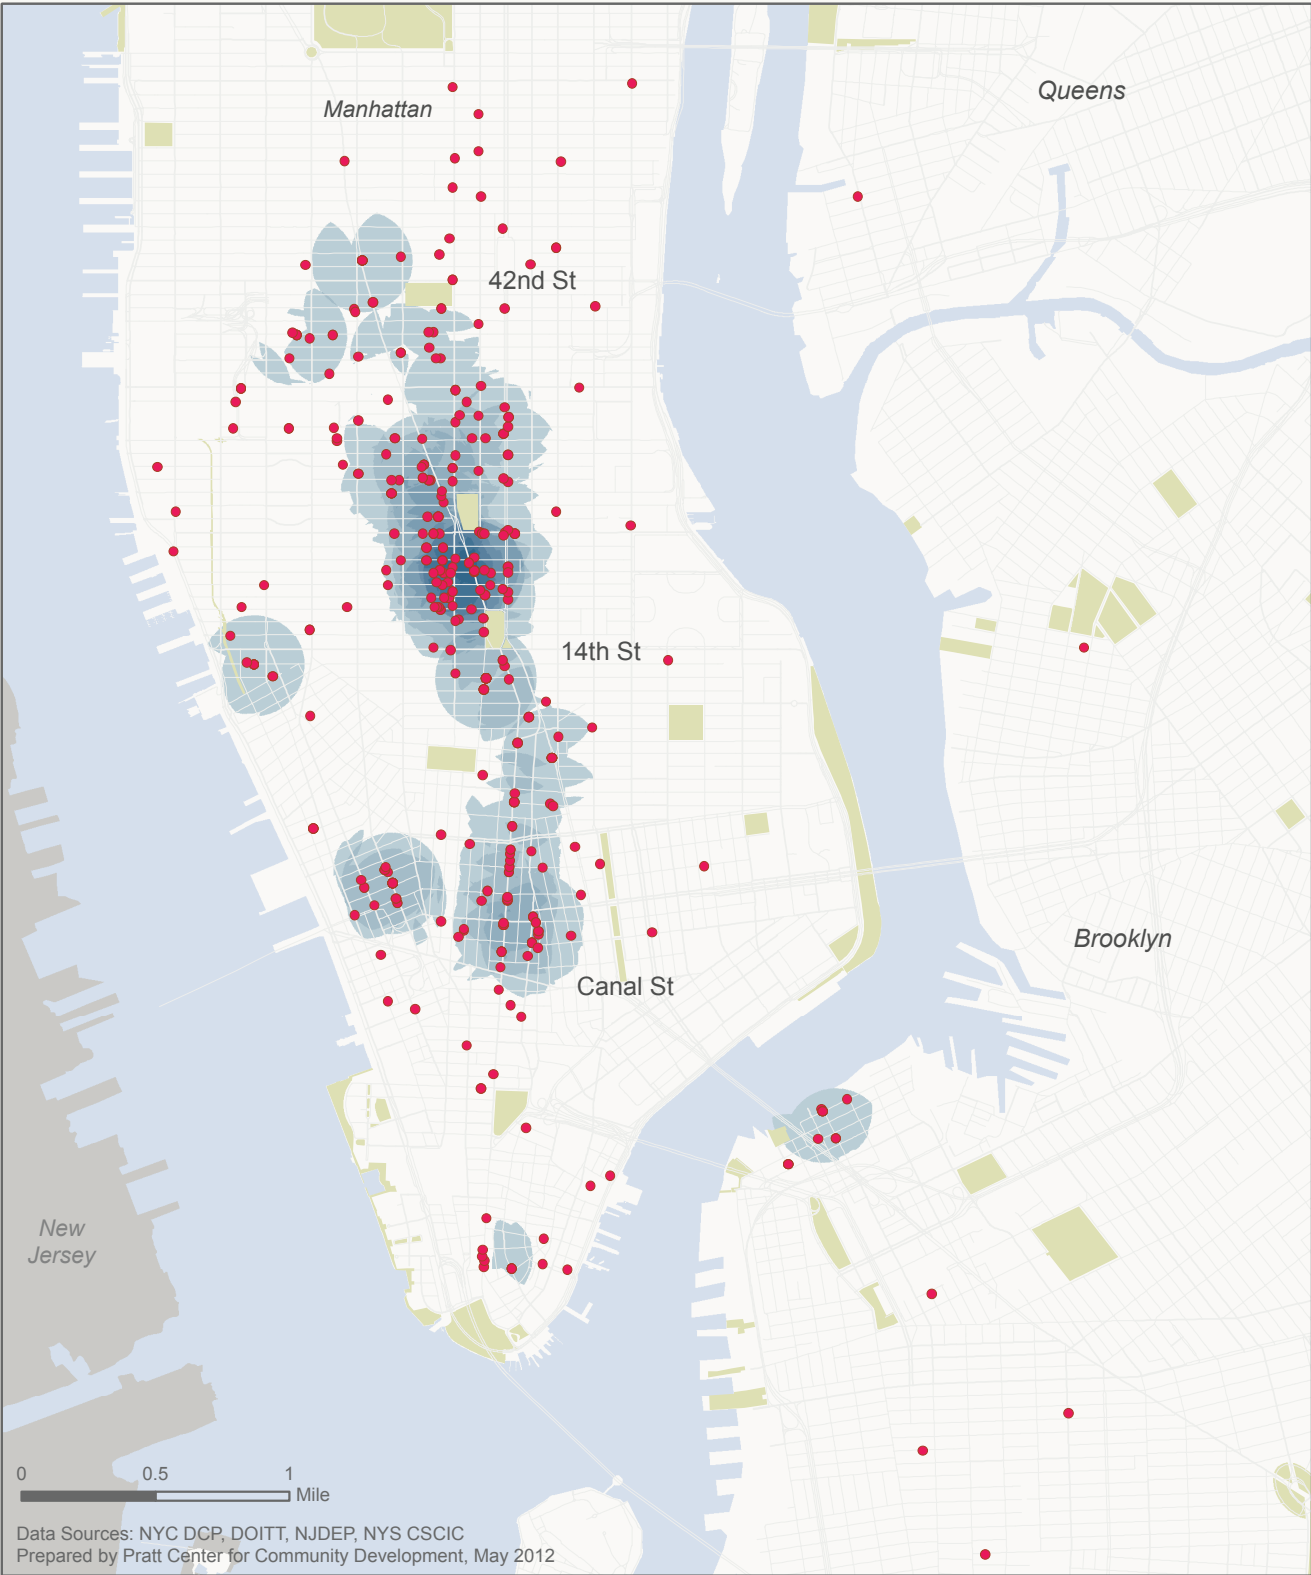 Queens
Manhattan
42nd St
14th St
Brooklyn
Canal St
New
Jersey
0 0.5 1
Mile
Data Sources: NYC DCP, DOITT, NJDEP, NYS CSCIC
Prepared by Pratt Center for Community Development, May 2012